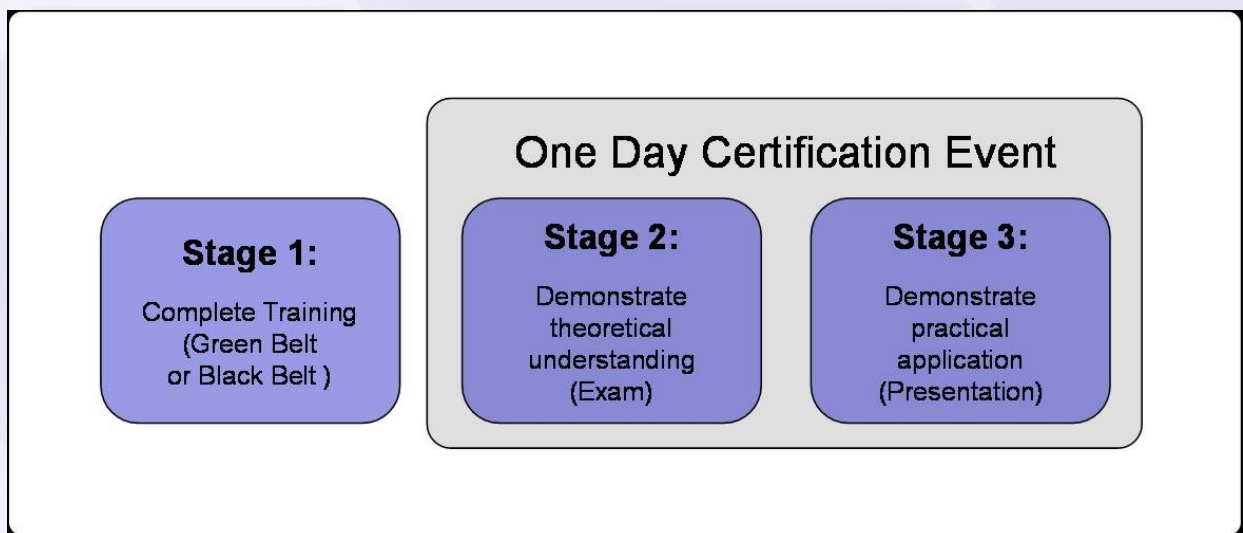 One Day Certification Event
Stage 1:
Complete Training
(Green Belt
or Black Belt )
Stage 2:
Demonstrate
theoretical
understanding
(Exam)
Stage 3:
Demonstrate
practical
application
(Presentation)